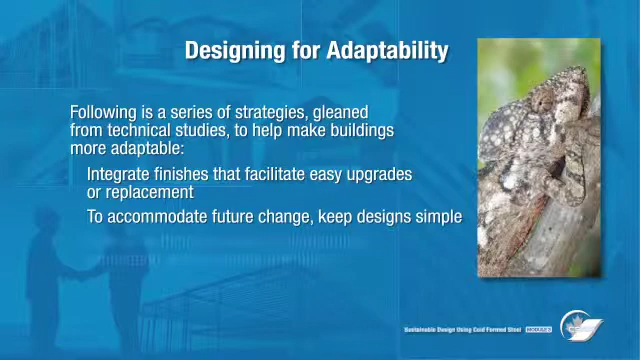 Designing for Adaptability
Following is a series of strategies, gleaned
from technical studies, to help make buildings
more adaptable:
Integrate finishes that facilitate easy upgrades
or replacement
To accommodate future change, keep designs simple
Sustainable Design Using Cold Formed Steel